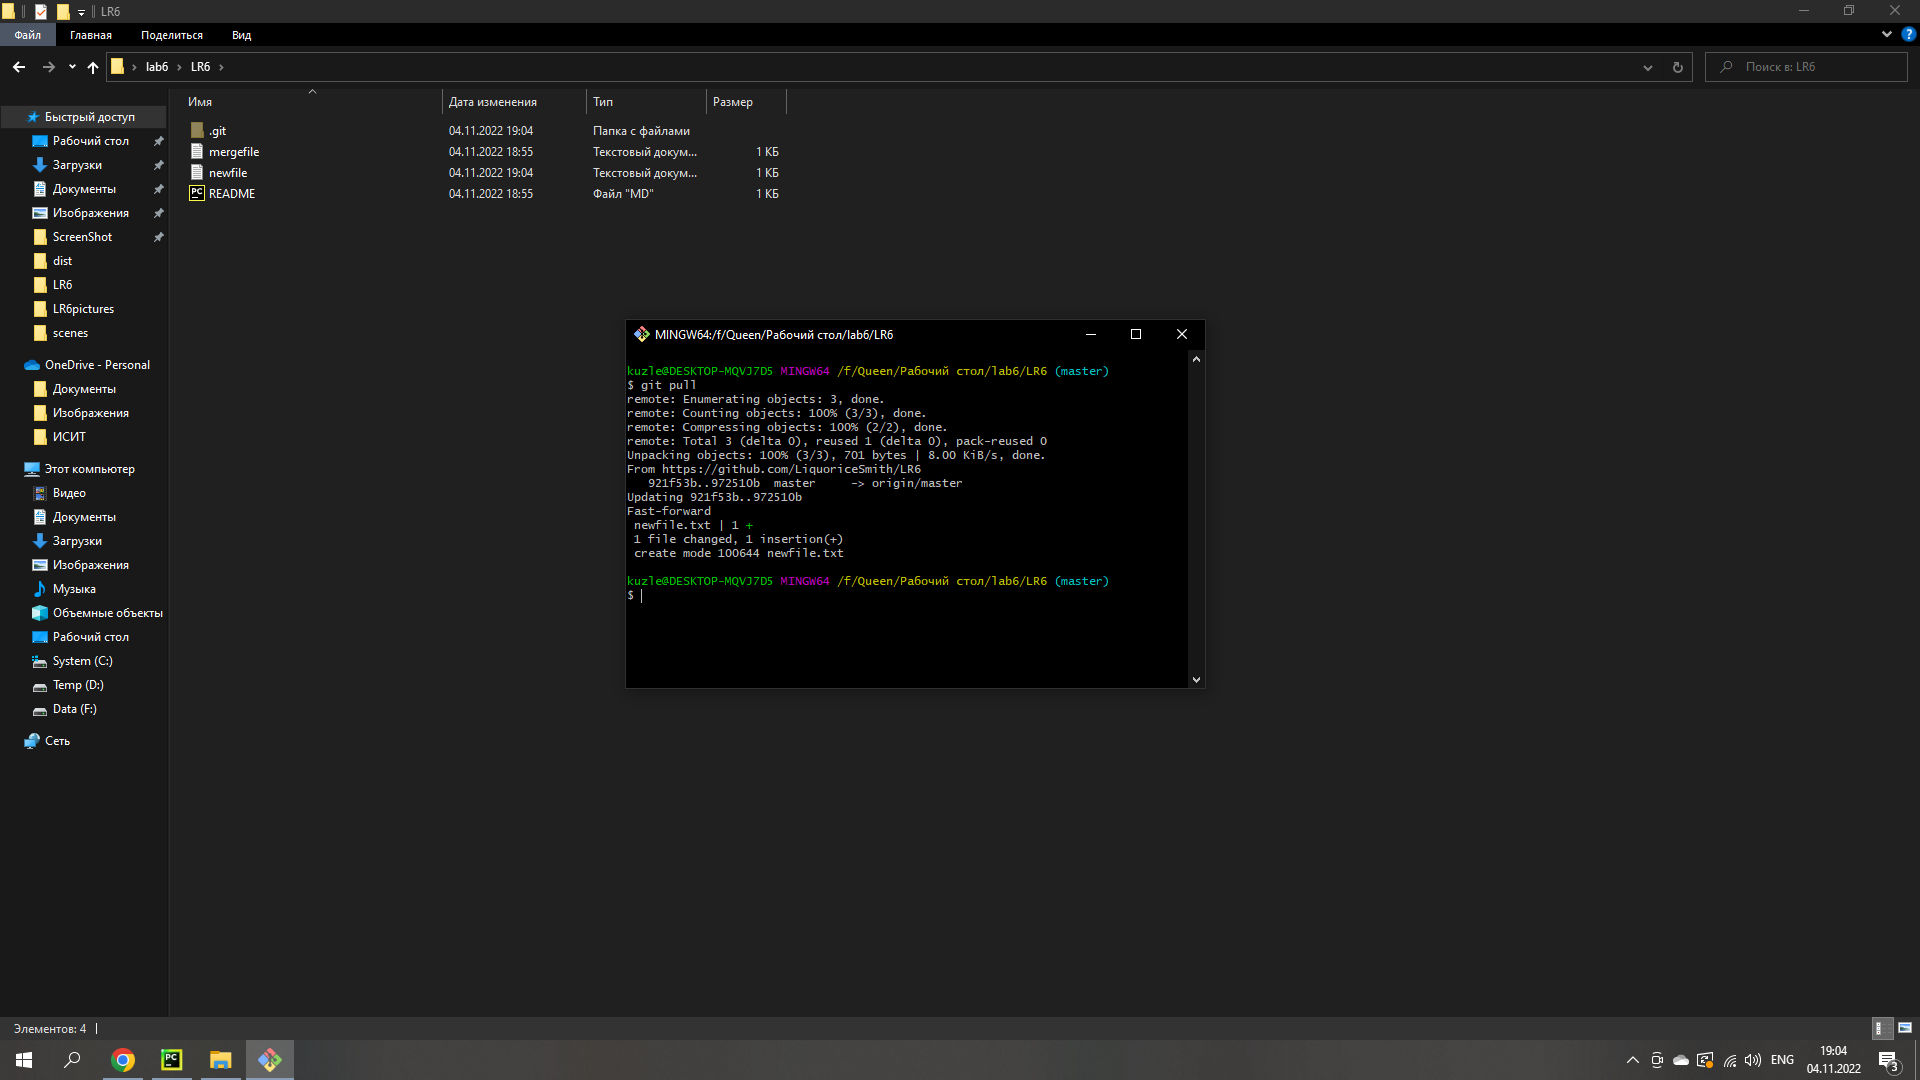 LR6
Файл Главная Поделиться Вид
lab6 › LR6 ›
Поиск в: LR6
Имя Дата изменения Тип Размер
.git 04.11.2022 19:04 Папка с файлами
mergefile 04.11.2022 18:55 Текстовый докум... 1 КБ
newfile 04.11.2022 19:04 Текстовый докум... 1 КБ
README 04.11.2022 18:55 Файл "MD" 1 КБ
Быстрый доступ
Рабочий стол
Загрузки
Документы
Изображения
ScreenShot
dist
LR6
LR6pictures
scenes
OneDrive - Personal
Документы
Изображения
ИСИТ
Этот компьютер
Видео
Документы
Загрузки
Изображения
Музыка
Объемные объекты
Рабочий стол
System (C:)
Temp (D:)
Data (F:)
Сеть
MINGW64:/f/Queen/Рабочий стол/lab6/LR6
kuzle@DESKTOP-MQVJ7D5 MINGW64 /f/Queen/Рабочий стол/lab6/LR6 (master)
$ git pull
remote: Enumerating objects: 3, done.
remote: Counting objects: 100% (3/3), done.
remote: Compressing objects: 100% (2/2), done.
remote: Total 3 (delta 0), reused 1 (delta 0), pack-reused 0
Unpacking objects: 100% (3/3), 701 bytes | 8.00 KiB/s, done.
From https://github.com/LiquoriceSmith/LR6
921f53b..972510b master -> origin/master
Updating 921f53b..972510b
Fast-forward
newfile.txt | 1 +
1 file changed, 1 insertion(+)
create mode 100644 newfile.txt
kuzle@DESKTOP-MQVJ7D5 MINGW64 /f/Queen/Рабочий стол/lab6/LR6 (master)
$
Элементов: 4
PC
ENG
19:04
04.11.2022
3